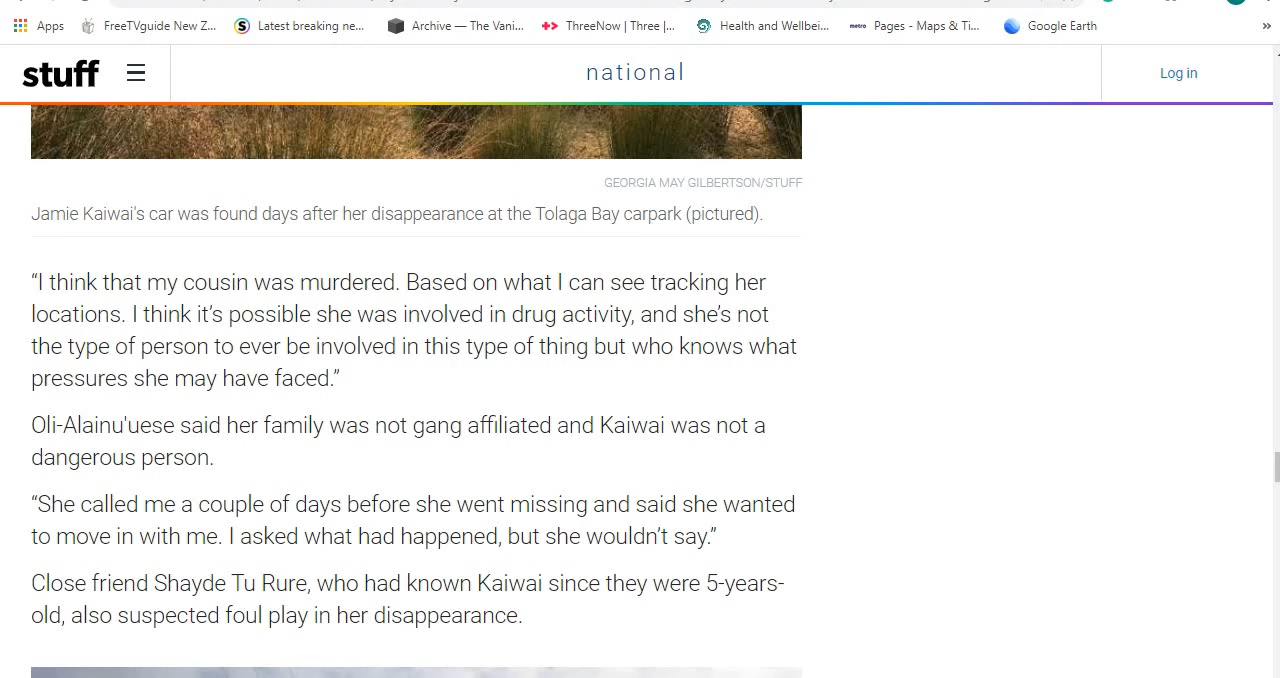 Apps FreeTVguide New Z... Latest breaking ne... Archive — The Vani... ThreeNow | Three |... Health and Wellbei... metro Pages - Maps & Ti... Google Earth »
stuff national Log in
GEORGIA MAY GILBERTSON/STUFF
Jamie Kaiwai's car was found days after her disappearance at the Tolaga Bay carpark (pictured).
“I think that my cousin was murdered. Based on what I can see tracking her
locations. I think it’s possible she was involved in drug activity, and she’s not
the type of person to ever be involved in this type of thing but who knows what
pressures she may have faced.”
Oli-Alainu'uese said her family was not gang affiliated and Kaiwai was not a
dangerous person.
“She called me a couple of days before she went missing and said she wanted
to move in with me. I asked what had happened, but she wouldn’t say.”
Close friend Shayde Tu Rure, who had known Kaiwai since they were 5-years-
old, also suspected foul play in her disappearance.